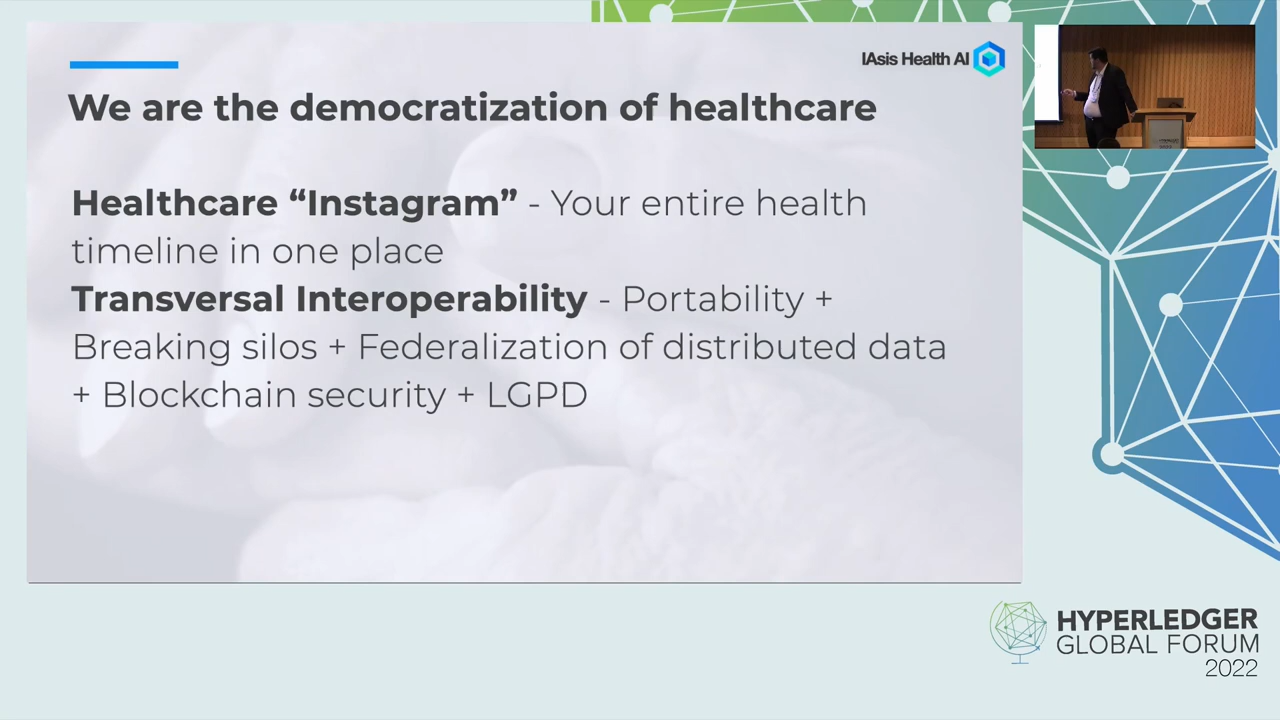 IAsis Health AI
We are the democratization of healthcare
Healthcare “Instagram” - Your entire health
timeline in one place
Transversal Interoperability - Portability +
Breaking silos + Federalization of distributed data
+ Blockchain security + LGPD
HYPERLEDGER
GLOBAL FORUM
2022